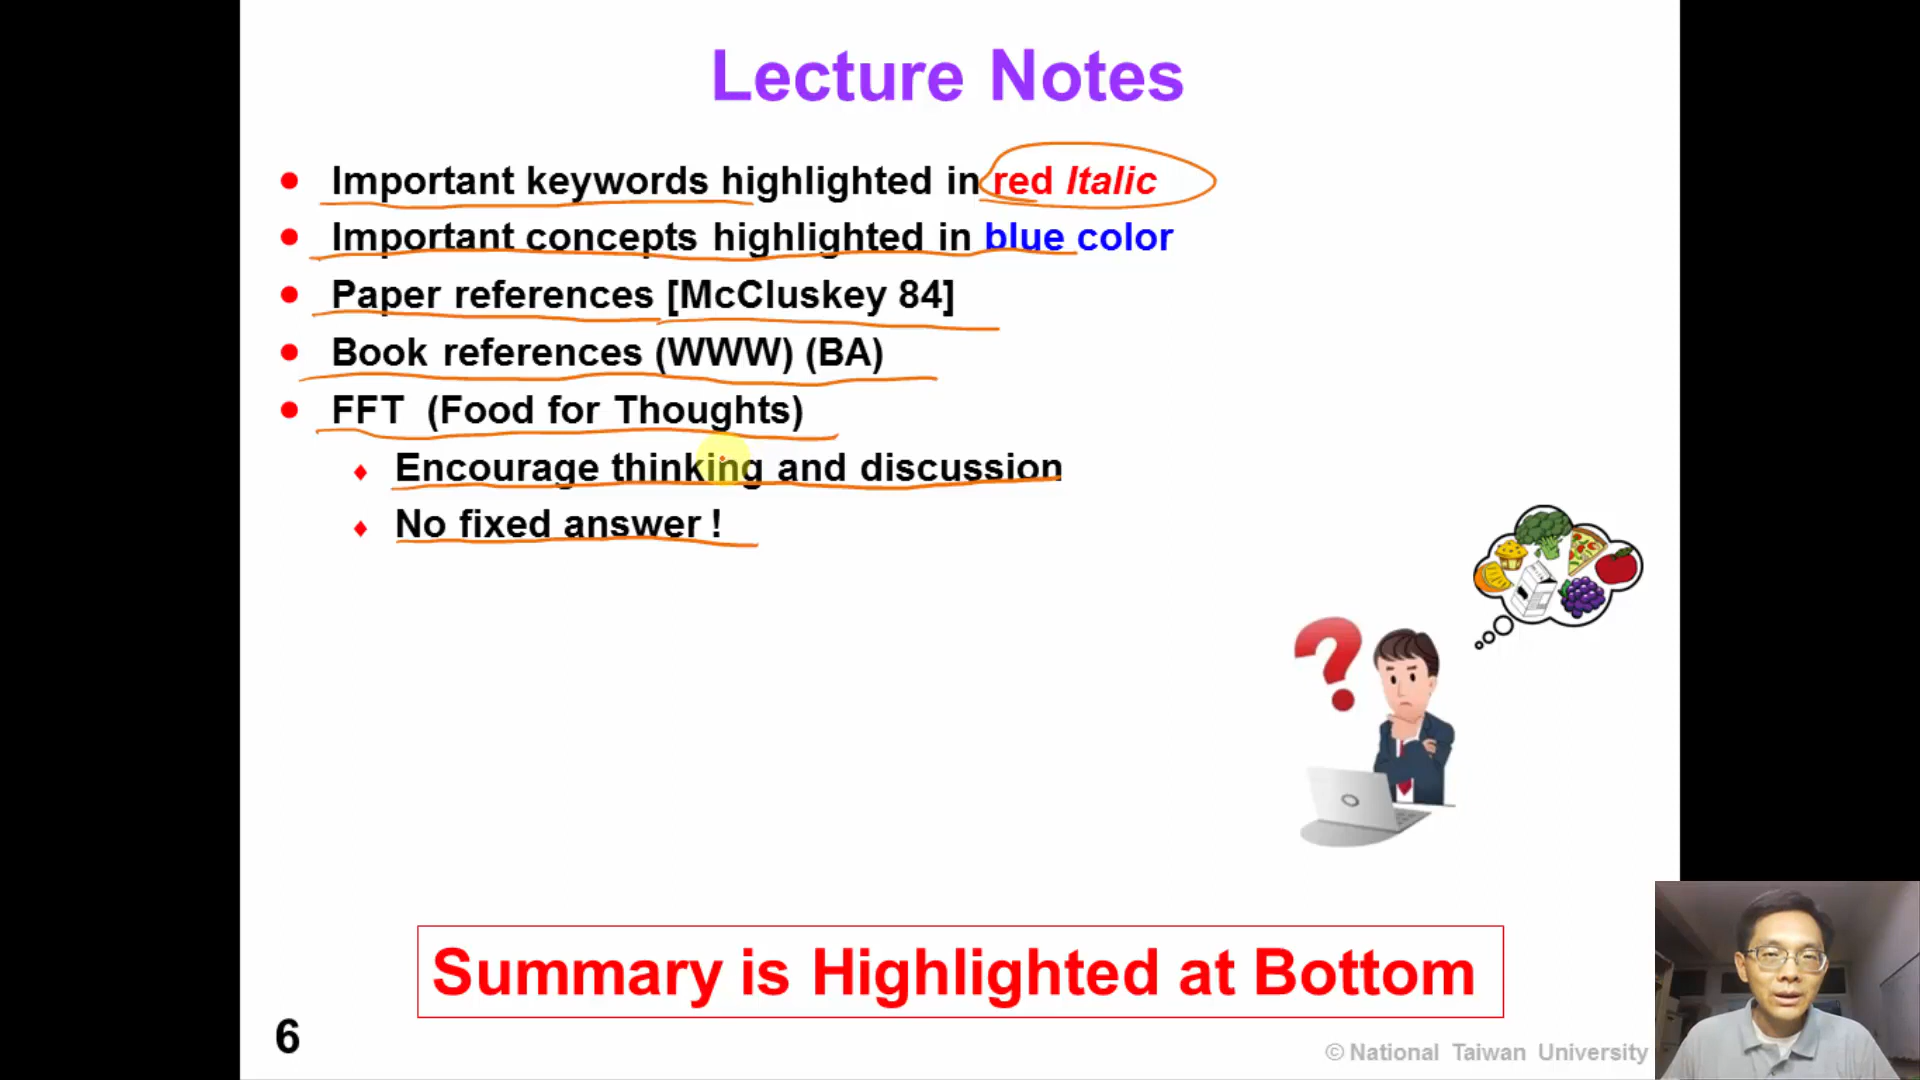 Lecture Notes
Important keywords highlighted in red Italic
Important concepts highlighted in blue color
Paper references [McCluskey 84]
Book references (WWW) (BA)
FFT (Food for Thoughts)
Encourage thinking and discussion
No fixed answer !
Summary is Highlighted at Bottom
6
© National Taiwan University